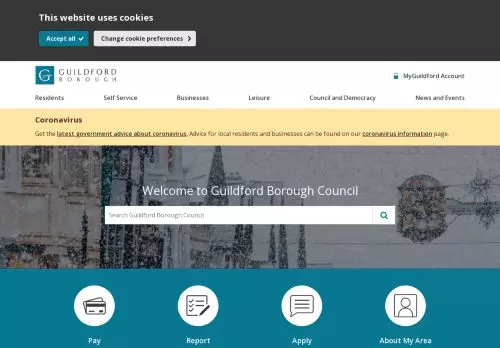 This website uses cookies
Accept all
Change cookie preferences
GUILDFORD
BOROUGH
MyGuildford Account
Residents
Self Service
Businesses
Leisure
Council and Democracy
News and Events
Coronavirus
Get the latest government advice about coronavirus. Advice for local residents and businesses can be found on our coronavirus information page.
Welcome to Guildford Borough Council
Search Guildford Borough Council
Pay
Report
Apply
About My Area